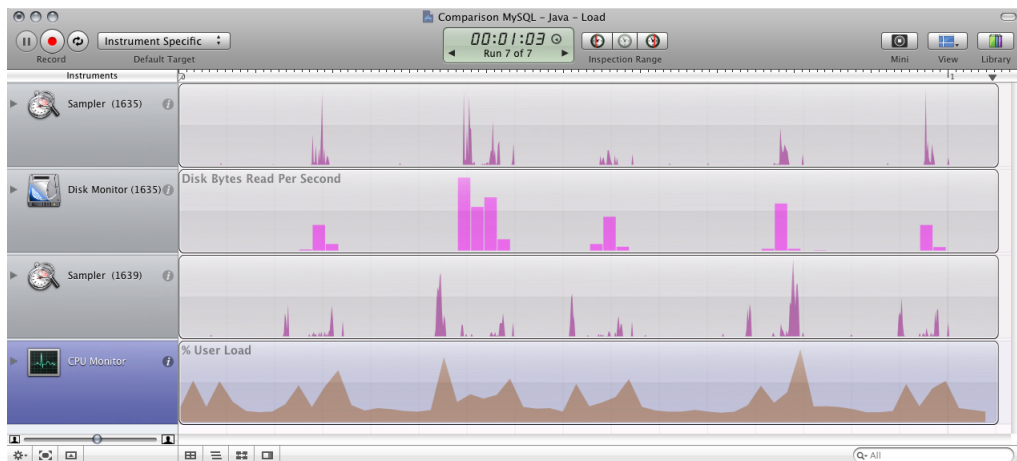 Comparison MySQL – Java – Load
Instrument Specific
00:01:03
Run 7 of 7
Record
Default Target
Inspection Range
Mini
View
Library
Instruments
0
1
Sampler (1635)
Disk Monitor (1635)
Disk Bytes Read Per Second
Sampler (1639)
CPU Monitor
% User Load
All